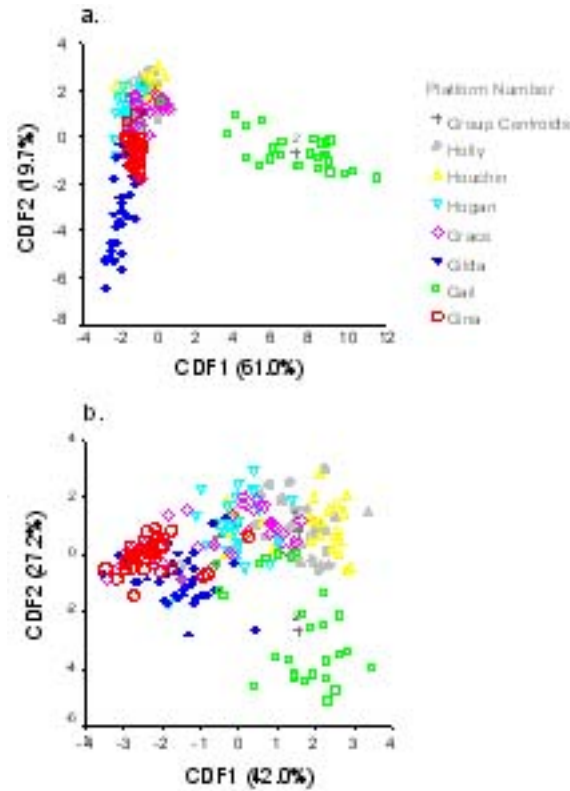 a.
4
2
0
-2
-4
-6
-8
CDF2 (19.7%)
-4 -2 0 2 4 6 8 10 12
CDF1 (61.0%)
2
Platform Number
Group Centroids
Holly
Houchin
Hogan
Grace
Gilda
Gail
Gina
b.
4
2
0
-2
-4
-6
CDF2 (27.2%)
-4 -3 -2 -1 0 1 2 3 4
CDF1 (42.0%)
2